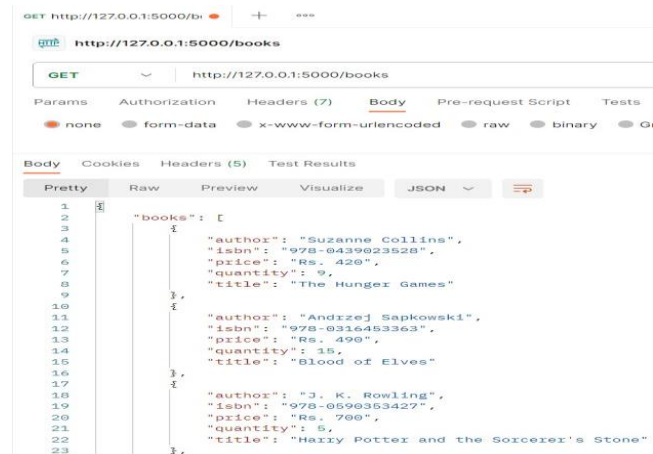 GET http://127.0.0.1:5000/b
http://127.0.0.1:5000/books
GET http://127.0.0.1:5000/books
Params Authorization Headers (7) Body Pre-request Script Tests
none form-data x-www-form-urlencoded raw binary
Body Cookies Headers (5) Test Results
Pretty Raw Preview Visualize JSON
1 {
2 "books": [
3 {
4 "author": "Suzanne Collins",
5 "isbn": "978-0439023528",
6 "price": "Rs. 420",
7 "quantity": 9,
8 "title": "The Hunger Games"
9 },
10 {
11 "author": "Andrzej Sapkowski",
12 "isbn": "978-0316453363",
13 "price": "Rs. 490",
14 "quantity": 15,
15 "title": "Blood of Elves"
16 },
17 {
18 "author": "J. K. Rowling",
19 "isbn": "978-0590353427",
20 "price": "Rs. 700",
21 "quantity": 5,
22 "title": "Harry Potter and the Sorcerer's Stone"
23 },